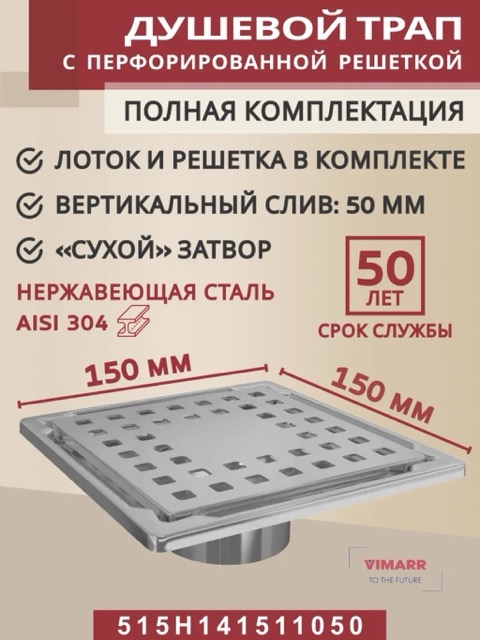 ДУШЕВОЙ ТРАП
С ПЕРФОРИРОВАННОЙ РЕШЕТКОЙ
ПОЛНАЯ КОМПЛЕКТАЦИЯ
ЛОТОК И РЕШЕТКА В КОМПЛЕКТЕ
ВЕРТИКАЛЬНЫЙ СЛИВ: 50 ММ
«СУХОЙ» ЗАТВОР
НЕРЖАВЕЮЩАЯ СТАЛЬ
AISI 304
50
ЛЕТ
СРОК СЛУЖБЫ
150 ММ
150 ММ
VIMARR
TO THE FUTURE
515H141511050